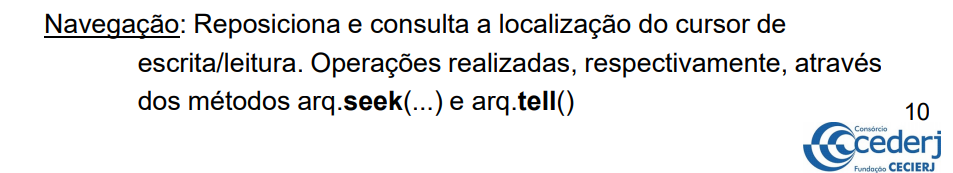 Navegação: Reposiciona e consulta a localização do cursor de
escrita/leitura. Operações realizadas, respectivamente, através
dos métodos arq.seek(...) e arq.tell()
10
Consórcio
cederj
Fundação CECIERJ